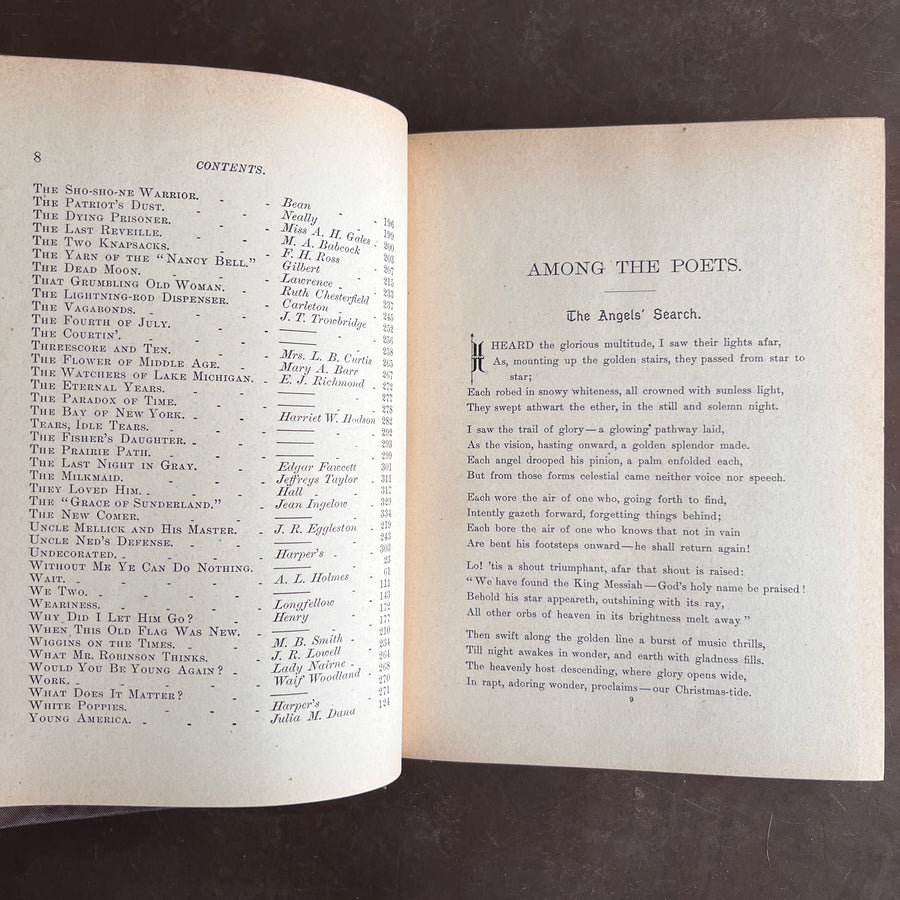 8 CONTENTS.
THE SHO-SHO-NE WARRIOR. - - Bean - - 196
THE PATRIOT'S DUST. - - - Neally - - 199
THE DYING PRISONER. - - - Miss A. H. Gales - 200
THE LAST REVEILLE. - - - M. A. Babcock - 203
THE TWO KNAPSACKS. - - - F. H. Ross - 207
THE YARN OF THE "NANCY BELL." - Gilbert - - 215
THE DEAD MOON. - - - Lawrence - - 233
THAT GRUMBLING OLD WOMAN. - - Ruth Chesterfield - 237
THE LIGHTNING-ROD DISPENSER. - - Carleton - - 245
THE VAGABONDS. - - - J. T. Trowbridge - 252
THE FOURTH OF JULY. - - - —— - 256
THE COURTIN'. - - - —— - 258
THREESCORE AND TEN. - - - Mrs. L. B. Curtis - 265
THE FLOWER OF MIDDLE AGE. - - Mary A. Barr - 267
THE WATCHERS OF LAKE MICHIGAN. - - E. J. Richmond - 272
THE ETERNAL YEARS. - - - —— - 277
THE PARADOX OF TIME. - - - —— - 278
THE BAY OF NEW YORK. - - - Harriet W. Hodson 282
TEARS, IDLE TEARS. - - - —— - 292
THE FISHER'S DAUGHTER. - - - —— - 293
THE PRAIRIE PATH. - - - —— - 299
THE LAST NIGHT IN GRAY. - - - Edgar Fawcett - 301
THE MILKMAID. - - - Jeffreys Taylor - 311
THEY LOVED HIM. - - - Hall - - 317
THE "GRACE OF SUNDERLAND." - - Jean Ingelow - 329
THE NEW COMER. - - - —— - 334
UNCLE MELLICK AND HIS MASTER. - - J. R. Eggleston - 219
UNCLE NED'S DEFENSE. - - - —— - 243
UNDECORATED. - - - Harper's - - 303
WITHOUT ME YE CAN DO NOTHING. - —— - 23
WAIT. - - - - A. L. Holmes - 61
WE TWO. - - - - —— - 111
WEARINESS. - - - Longfellow - - 143
WHY DID I LET HIM GO? - - - Henry - - 172
WHEN THIS OLD FLAG WAS NEW. - - —— - 177
WIGGINS ON THE TIMES. - - - M. B. Smith - 210
WHAT MR. ROBINSON THINKS. - - J. R. Lowell - 234
WOULD YOU BE YOUNG AGAIN? - - Lady Nairne - 264
WORK. - - - - Waif Woodland - 268
WHAT DOES IT MATTER? - - - —— - 270
WHITE POPPIES. - - - Harper's - - 271
YOUNG AMERICA. - - - Julia M. Dana - 124
AMONG THE POETS.
The Angels' Search.
I HEARD the glorious multitude, I saw their lights afar,
As, mounting up the golden stairs, they passed from star to
star;
Each robed in snowy whiteness, all crowned with sunless light,
They swept athwart the ether, in the still and solemn night.
I saw the trail of glory—a glowing pathway laid,
As the vision, hasting onward, a golden splendor made.
Each angel drooped his pinion, a palm enfolded each,
But from those forms celestial came neither voice nor speech.
Each wore the air of one who, going forth to find,
Intently gazeth forward, forgetting things behind;
Each bore the air of one who knows that not in vain
Are bent his footsteps onward—he shall return again!
Lo! 'tis a shout triumphant, afar that shout is raised:
"We have found the King Messiah—God's holy name be praised!
Behold his star appeareth, outshining with its ray,
All other orbs of heaven in its brightness melt away."
Then swift along the golden line a burst of music thrills,
Till night awakes in wonder, and earth with gladness fills.
The heavenly host descending, where glory opens wide,
In rapt, adoring wonder, proclaims—our Christmas-tide.
9